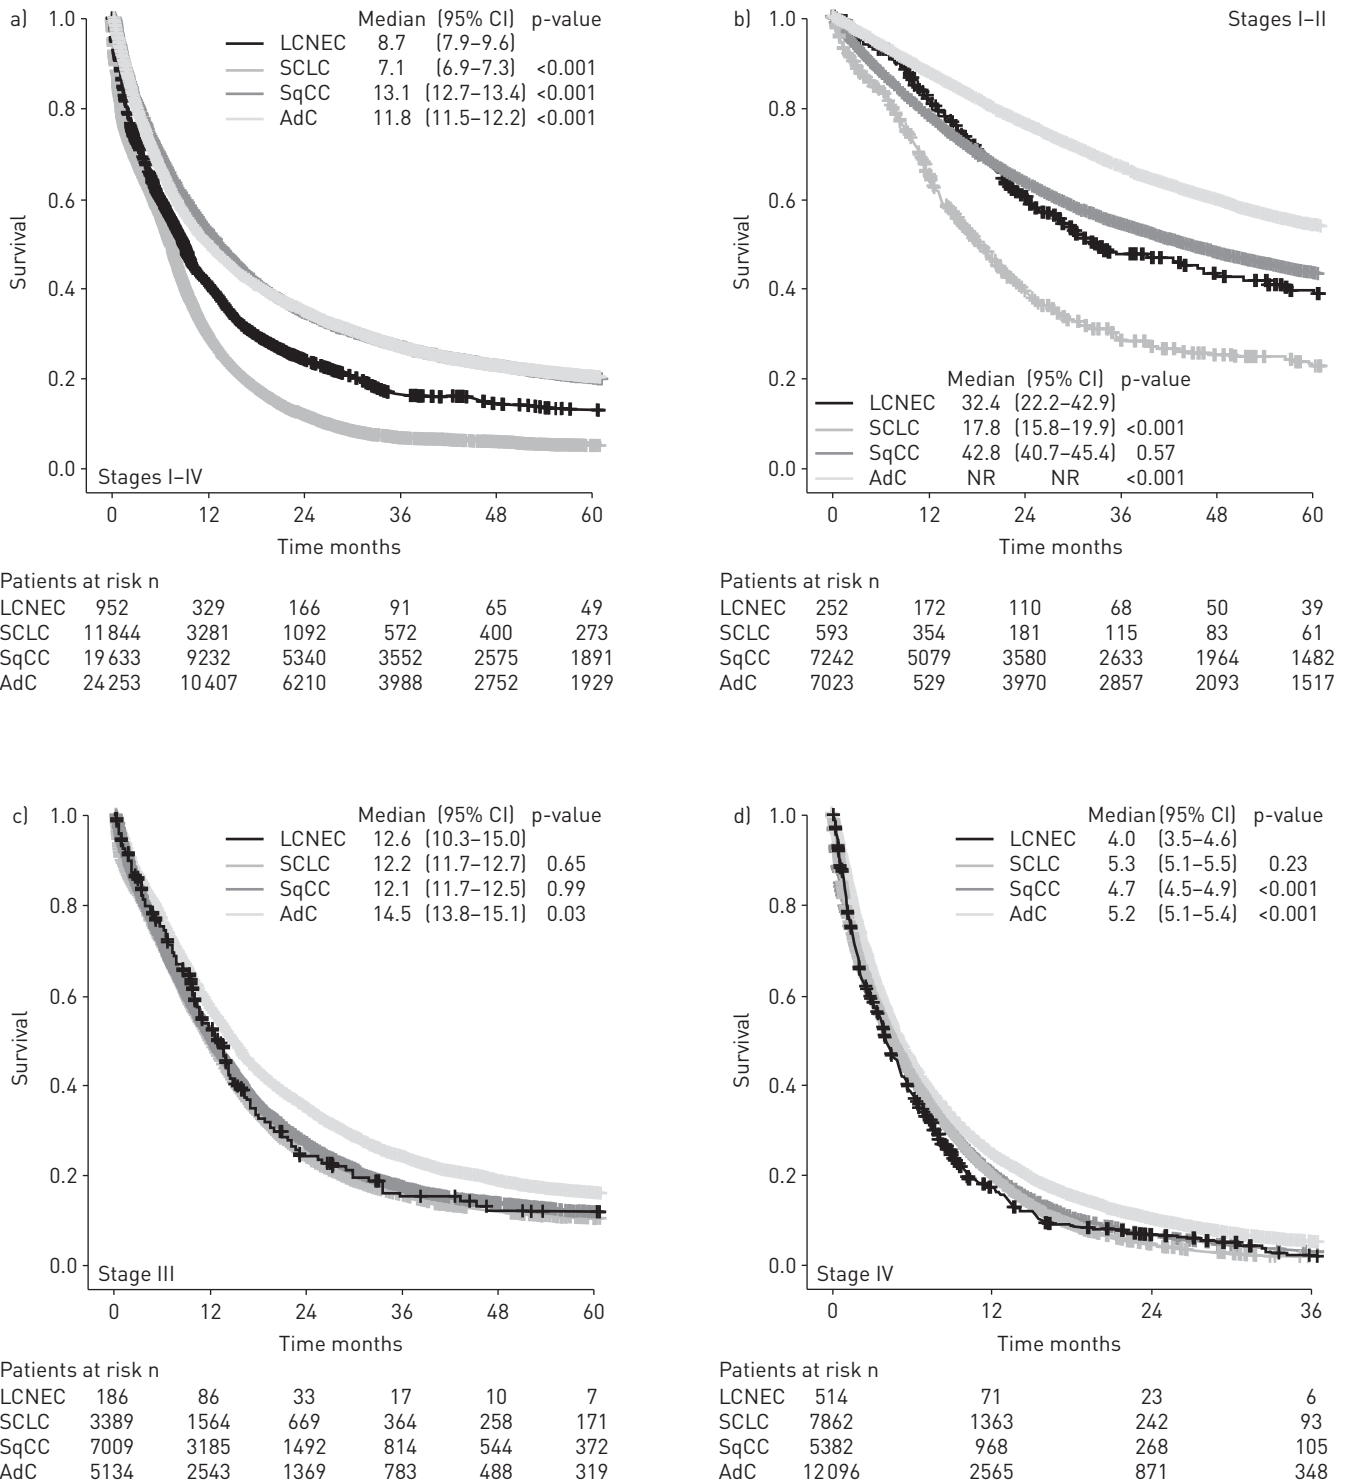 a)
Median (95% CI) p-value
LCNEC 8.7 (7.9–9.6)
SCLC 7.1 (6.9–7.3) <0.001
SqCC 13.1 (12.7–13.4) <0.001
AdC 11.8 (11.5–12.2) <0.001
1.0
0.8
0.6
0.4
0.2
0.0
Survival
Stages I–IV
0 12 24 36 48 60
Time months
Patients at risk n
LCNEC 952 329 166 91 65 49
SCLC 11844 3281 1092 572 400 273
SqCC 19633 9232 5340 3552 2575 1891
AdC 24253 10407 6210 3988 2752 1929
b)
Stages I–II
1.0
0.8
0.6
0.4
0.2
0.0
Survival
Median (95% CI) p-value
LCNEC 32.4 (22.2–42.9)
SCLC 17.8 (15.8–19.9) <0.001
SqCC 42.8 (40.7–45.4) 0.57
AdC NR NR <0.001
0 12 24 36 48 60
Time months
Patients at risk n
LCNEC 252 172 110 68 50 39
SCLC 593 354 181 115 83 61
SqCC 7242 5079 3580 2633 1964 1482
AdC 7023 529 3970 2857 2093 1517
c)
Median (95% CI) p-value
LCNEC 12.6 (10.3–15.0)
SCLC 12.2 (11.7–12.7) 0.65
SqCC 12.1 (11.7–12.5) 0.99
AdC 14.5 (13.8–15.1) 0.03
1.0
0.8
0.6
0.4
0.2
0.0
Survival
Stage III
0 12 24 36 48 60
Time months
Patients at risk n
LCNEC 186 86 33 17 10 7
SCLC 3389 1564 669 364 258 171
SqCC 7009 3185 1492 814 544 372
AdC 5134 2543 1369 783 488 319
d)
Median (95% CI) p-value
LCNEC 4.0 (3.5–4.6)
SCLC 5.3 (5.1–5.5) 0.23
SqCC 4.7 (4.5–4.9) <0.001
AdC 5.2 (5.1–5.4) <0.001
1.0
0.8
0.6
0.4
0.2
0.0
Survival
Stage IV
0 12 24 36
Time months
Patients at risk n
LCNEC 514 71 23 6
SCLC 7862 1363 242 93
SqCC 5382 968 268 105
AdC 12096 2565 871 348